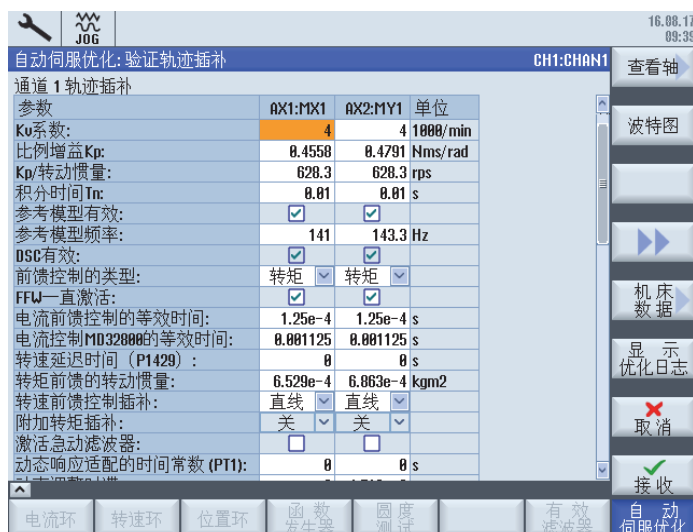 JOG
16.08.17
09:39
自动伺服优化:验证轨迹插补 CH1:CHAN1
通道 1 轨迹插补
参数 AX1:MX1 AX2:MY1 单位
Kv系数: 4 4 1000/min
比例增益Kp: 0.4558 0.4791 Nms/rad
Kp/转动惯量: 628.3 628.3 rps
积分时间Tn: 0.01 0.01 s
参考模型有效:
参考模型频率: 141 143.3 Hz
DSC有效:
前馈控制的类型: 转矩 转矩
FFW一直激活:
电流前馈控制的等效时间: 1.25e-4 1.25e-4 s
电流控制MD32800的等效时间: 0.001125 0.001125 s
转速延迟时间（P1429）: 0 0 s
转矩前馈的转动惯量: 6.529e-4 6.863e-4 kgm2
转速前馈控制插补: 直线 直线
附加转矩插补: 关 关
激活急动滤波器:
动态响应适配的时间常数(PT1): 0 0 s
查看轴
波特图
机床
数据
显示
优化日志
取消
接收
电流环
转速环
位置环
函数
发生器
圆度
测试
有效
滤波器
自动
伺服优化